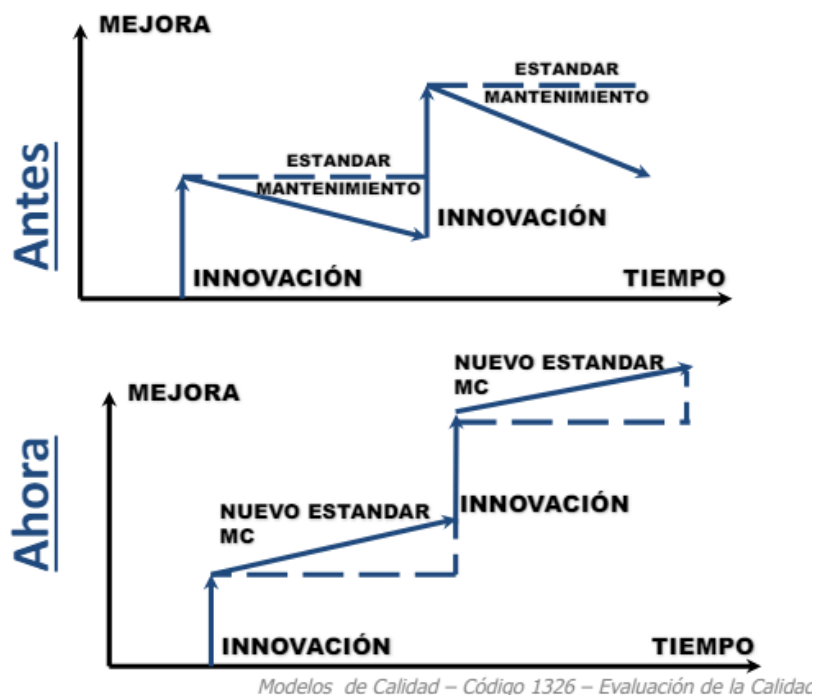 MEJORA
Antes
ESTANDAR
MANTENIMIENTO
ESTANDAR
MANTENIMIENTO
INNOVACIÓN
INNOVACIÓN
TIEMPO
Ahora
MEJORA
NUEVO ESTANDAR
MC
NUEVO ESTANDAR
MC
INNOVACIÓN
INNOVACIÓN
TIEMPO
Modelos de Calidad – Código 1326 – Evaluación de la Calidad